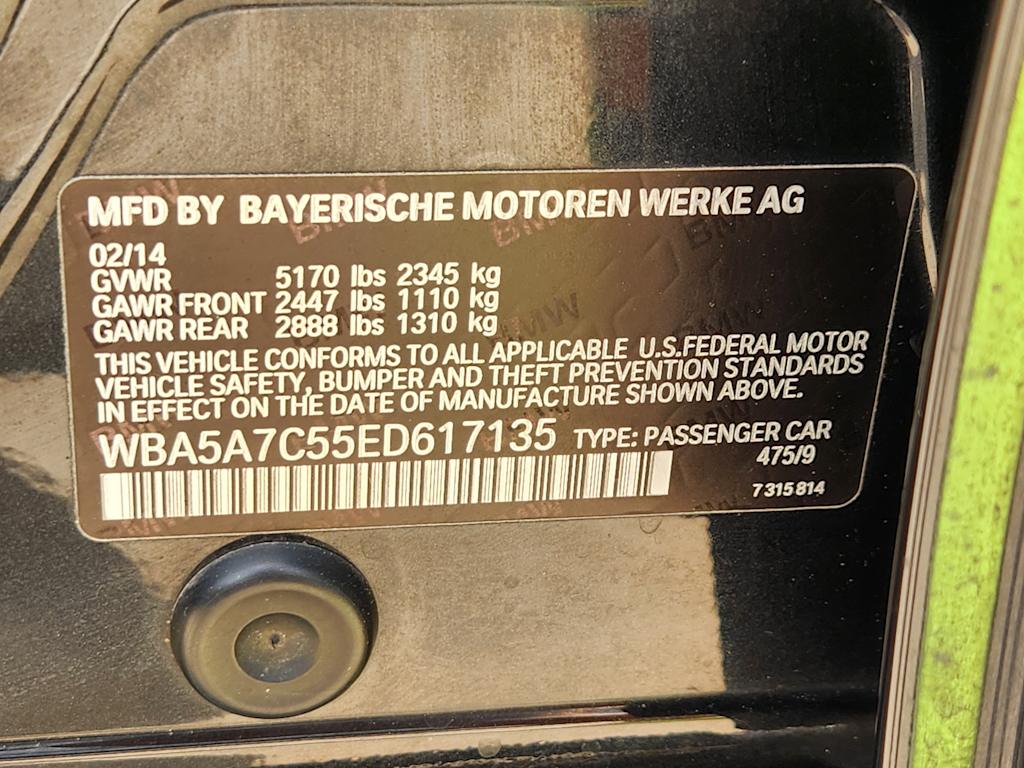 MFD BY BAYERISCHE MOTOREN WERKE AG
02/14
GVWR 5170 lbs 2345 kg
GAWR FRONT 2447 lbs 1110 kg
GAWR REAR 2888 lbs 1310 kg
THIS VEHICLE CONFORMS TO ALL APPLICABLE U.S.FEDERAL MOTOR
VEHICLE SAFETY, BUMPER AND THEFT PREVENTION STANDARDS
IN EFFECT ON THE DATE OF MANUFACTURE SHOWN ABOVE.
WBA5A7C55ED617135 TYPE: PASSENGER CAR
475/9
7 315 814